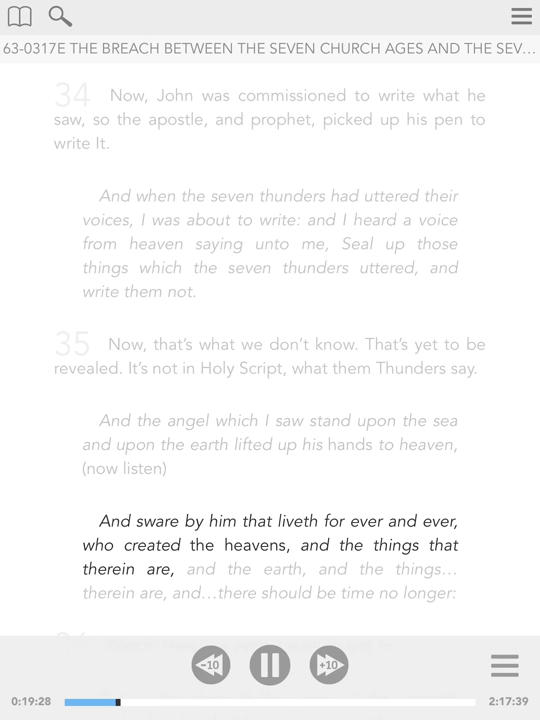 63-0317E THE BREACH BETWEEN THE SEVEN CHURCH AGES AND THE SEV...
34 Now, John was commissioned to write what he
saw, so the apostle, and prophet, picked up his pen to
write It.
And when the seven thunders had uttered their
voices, I was about to write: and I heard a voice
from heaven saying unto me, Seal up those
things which the seven thunders uttered, and
write them not.
35 Now, that's what we don't know. That's yet to be
revealed. It's not in Holy Script, what them Thunders say.
And the angel which I saw stand upon the sea
and upon the earth lifted up his hands to heaven,
(now listen)
And sware by him that liveth for ever and ever,
who created the heavens, and the things that
therein are, and the earth, and the things…
therein are, and…there should be time no longer:
-10 +10
0:19:28 2:17:39